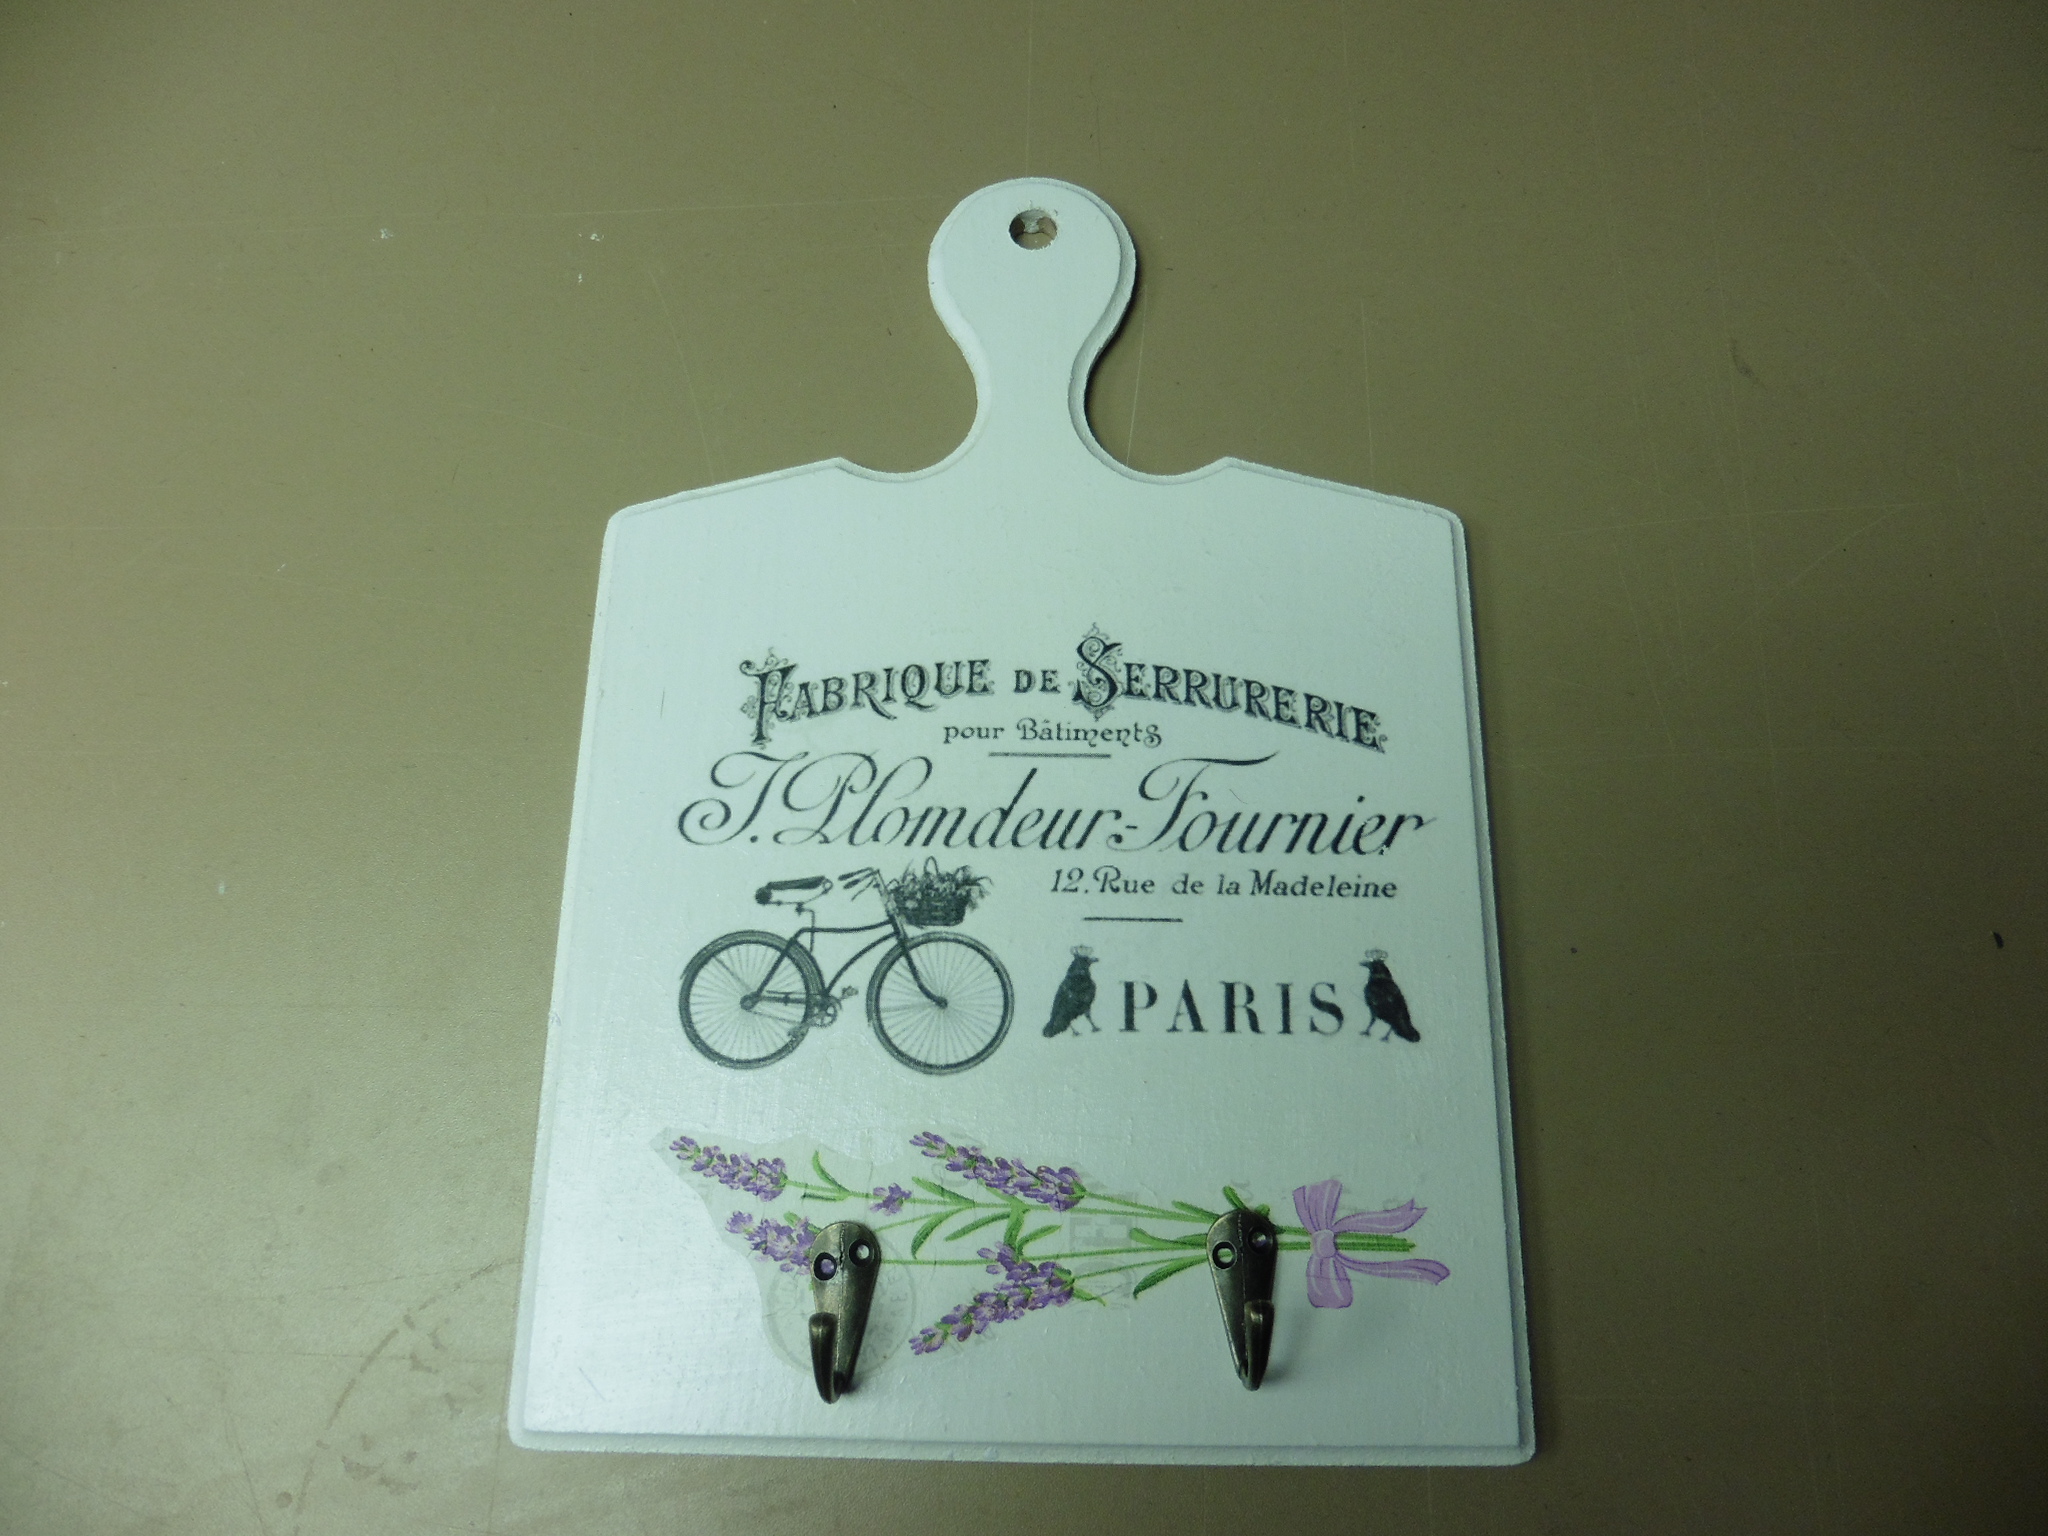 FABRIQUE DE SERRURERIE
pour Bâtiments
J. Plomdeur-Fournier
12. Rue de la Madeleine
PARIS